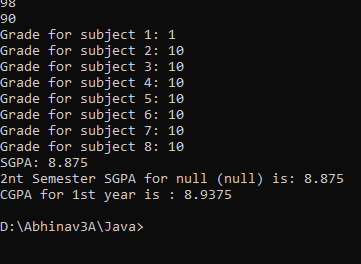 98
90
Grade for subject 1: 1
Grade for subject 2: 10
Grade for subject 3: 10
Grade for subject 4: 10
Grade for subject 5: 10
Grade for subject 6: 10
Grade for subject 7: 10
Grade for subject 8: 10
SGPA: 8.875
2nt Semester SGPA for null (null) is: 8.875
CGPA for 1st year is : 8.9375
D:\Abhinav3A\Java>